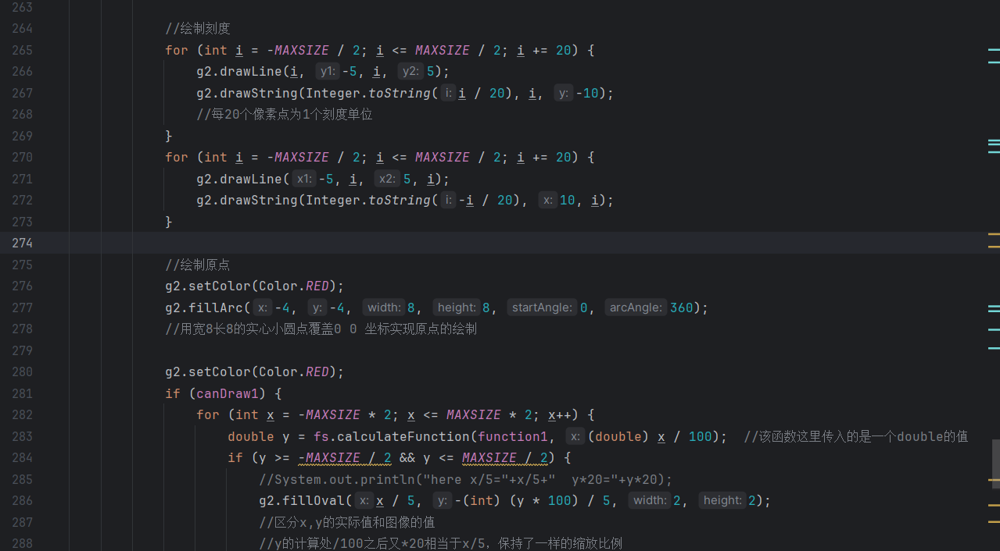 263
264 //绘制刻度
265 for (int i = -MAXSIZE / 2; i <= MAXSIZE / 2; i += 20) {
266 g2.drawLine(i, y1: -5, i, y2: 5);
267 g2.drawString(Integer.toString( i: i / 20), i, y: -10);
268 //每20个像素点为1个刻度单位
269 }
270 for (int i = -MAXSIZE / 2; i <= MAXSIZE / 2; i += 20) {
271 g2.drawLine( x1: -5, i, x2: 5, i);
272 g2.drawString(Integer.toString( i: -i / 20), x: 10, i);
273 }
274
275 //绘制原点
276 g2.setColor(Color.RED);
277 g2.fillArc( x: -4, y: -4, width: 8, height: 8, startAngle: 0, arcAngle: 360);
278 //用宽8长8的实心小圆点覆盖0 0 坐标实现原点的绘制
279
280 g2.setColor(Color.RED);
281 if (canDraw1) {
282 for (int x = -MAXSIZE * 2; x <= MAXSIZE * 2; x++) {
283 double y = fs.calculateFunction(function1, x: (double) x / 100); //该函数这里传入的是一个double的值
284 if (y >= -MAXSIZE / 2 && y <= MAXSIZE / 2) {
285 //System.out.println("here x/5="+x/5+" y*20="+y*20);
286 g2.fillOval( x: x / 5, y: -(int) (y * 100) / 5, width: 2, height: 2);
287 //区分x,y的实际值和图像的值
288 //y的计算处/100之后又*20相当于x/5，保持了一样的缩放比例